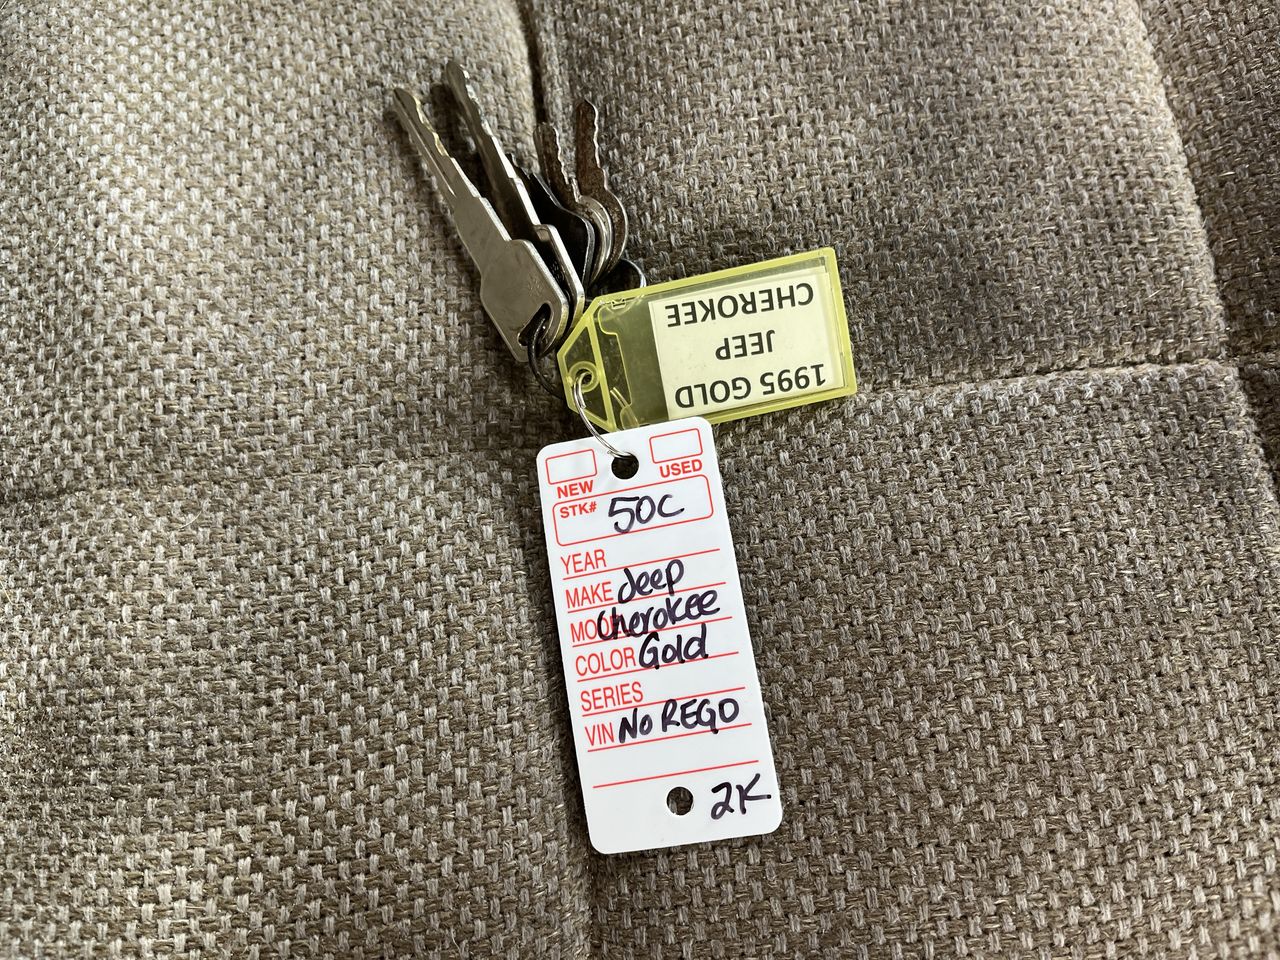 1995 GOLD
JEEP
CHEROKEE
NEW USED
STK# 50C
YEAR
MAKE Jeep
MOD Cherokee
COLOR Gold
SERIES
VIN No REGO
2K